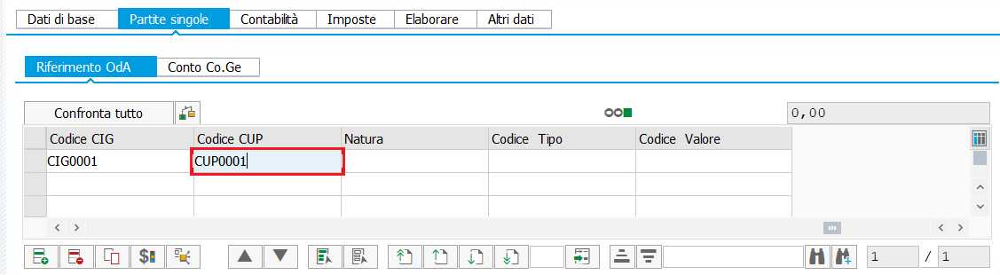 Dati di base Partite singole Contabilità Imposte Elaborare Altri dati
Riferimento OdA Conto Co.Ge
Confronta tutto 0,00
Codice CIG Codice CUP Natura Codice Tipo Codice Valore
CIG0001 CUP0001
1 / 1